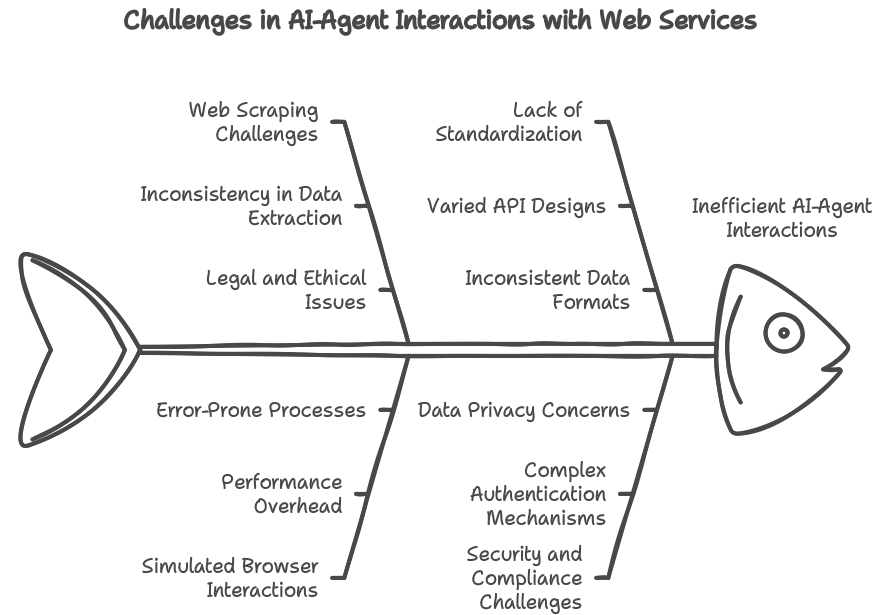 Challenges in AI-Agent Interactions with Web Services
Web Scraping
Challenges
Inconsistency in Data
Extraction
Legal and Ethical
Issues
Lack of
Standardization
Varied API Designs
Inconsistent Data
Formats
Inefficient AI-Agent
Interactions
Error-Prone Processes
Performance
Overhead
Simulated Browser
Interactions
Data Privacy Concerns
Complex
Authentication
Mechanisms
Security and
Compliance
Challenges